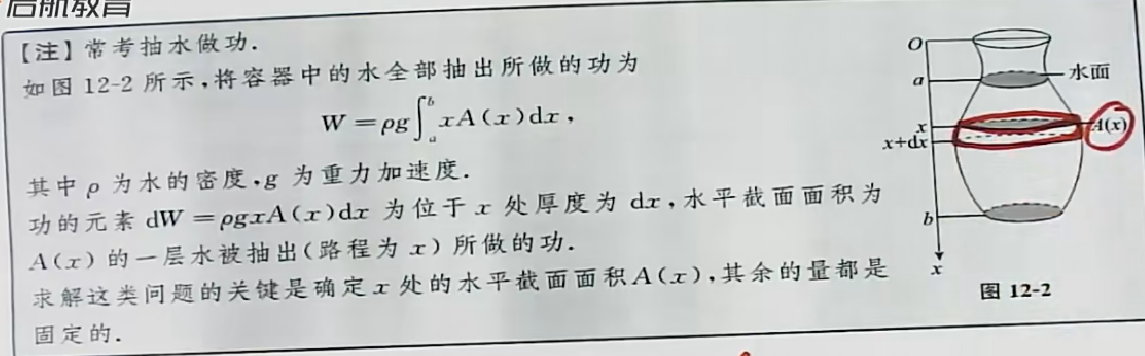 启航教育
【注】常考抽水做功.
如图 12-2 所示,将容器中的水全部抽出所做的功为
W = ρg∫ₐᵇ xA(x)dx,
其中 ρ 为水的密度,g 为重力加速度.
功的元素 dW = ρgxA(x)dx 为位于 x 处厚度为 dx,水平截面面积为
A(x) 的一层水被抽出(路程为 x)所做的功.
求解这类问题的关键是确定 x 处的水平截面面积 A(x),其余的量都是
固定的.
O
a
水面
x
A(x)
x+dx
b
x
图 12-2